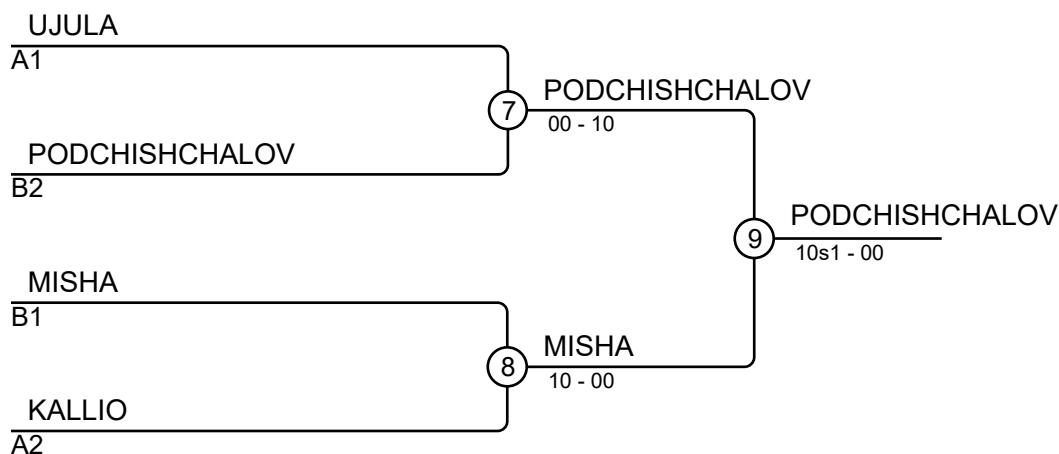 UJULA
A1
7
PODCHISHCHALOV
00 - 10
PODCHISHCHALOV
B2
9
PODCHISHCHALOV
10s1 - 00
MISHA
B1
8
MISHA
10 - 00
KALLIO
A2